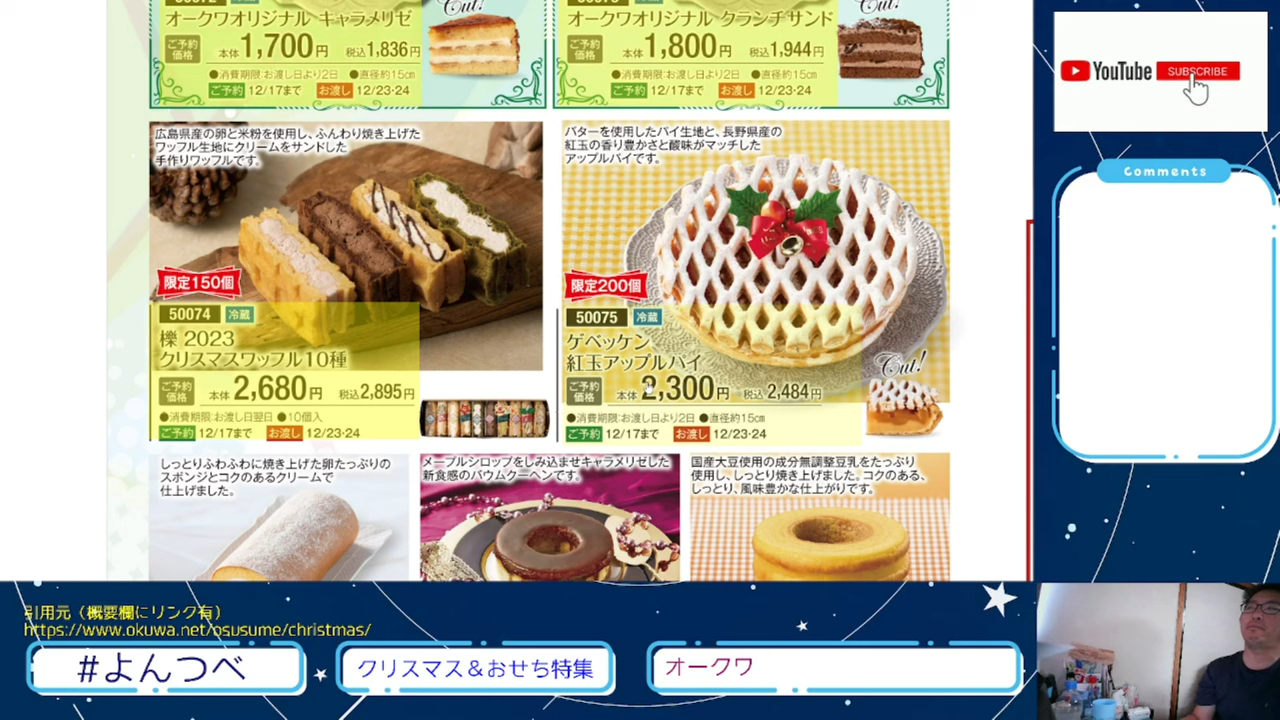 オークワオリジナル キャラメリゼ
ご予約価格 本体1,700円 税込1,836円
●消費期限:お渡し日より2日 ●直径約15cm
ご予約 12/17まで お渡し 12/23・24
Cut!
オークワオリジナル クランチサンド
ご予約価格 本体1,800円 税込1,944円
●消費期限:お渡し日より2日 ●直径約15cm
ご予約 12/17まで お渡し 12/23・24
Cut!
広島県産の卵と米粉を使用し、ふんわり焼き上げた
ワッフル生地にクリームをサンドした
手作りワッフルです。
限定150個
50074 冷蔵
櫟 2023
クリスマスワッフル10種
ご予約価格 本体2,680円 税込2,895円
●消費期限:お渡し日翌日 ●10個入
ご予約 12/17まで お渡し 12/23・24
バターを使用したパイ生地と、長野県産の
紅玉の香り豊かさと酸味がマッチした
アップルパイです。
限定200個
50075 冷蔵
ゲベッケン
紅玉アップルパイ
ご予約価格 本体2,300円 税込2,484円
●消費期限:お渡し日より2日 ●直径約15cm
ご予約 12/17まで お渡し 12/23・24
Cut!
しっとりふわふわに焼き上げた卵たっぷりの
スポンジとコクのあるクリームで
仕上げました。
メープルシロップをしみ込ませキャラメリゼした
新食感のバウムクーヘンです。
国産大豆使用の成分無調整豆乳をたっぷり
使用し、しっとり焼き上げました。コクのある、
しっとり、風味豊かな仕上がりです。
YouTube SUBSCRIBE
Comments
引用元（概要欄にリンク有）
https://www.okuwa.net/osusume/christmas/
#よんつべ
クリスマス＆おせち特集
オークワ